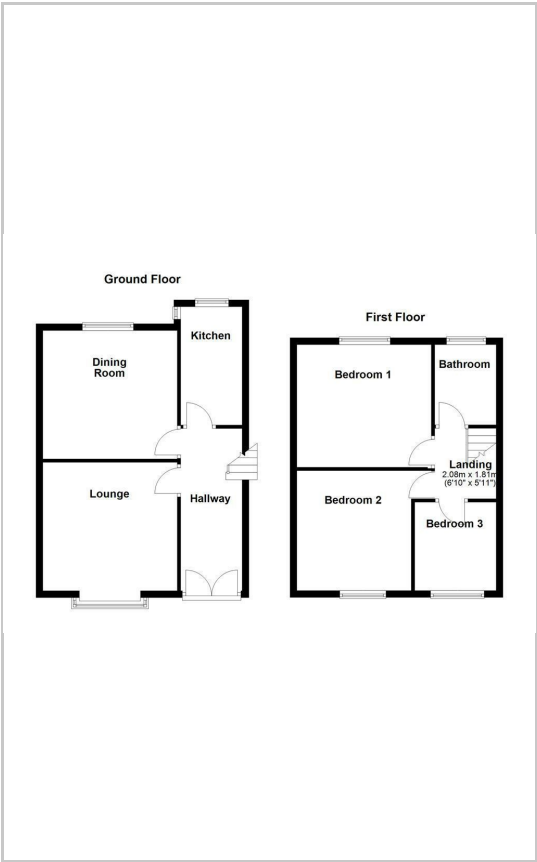 Ground Floor
Kitchen
Dining
Room
Lounge
Hallway
First Floor
Bedroom 1
Bathroom
Landing
2.08m x 1.81m
(6'10" x 5'11")
Bedroom 2
Bedroom 3